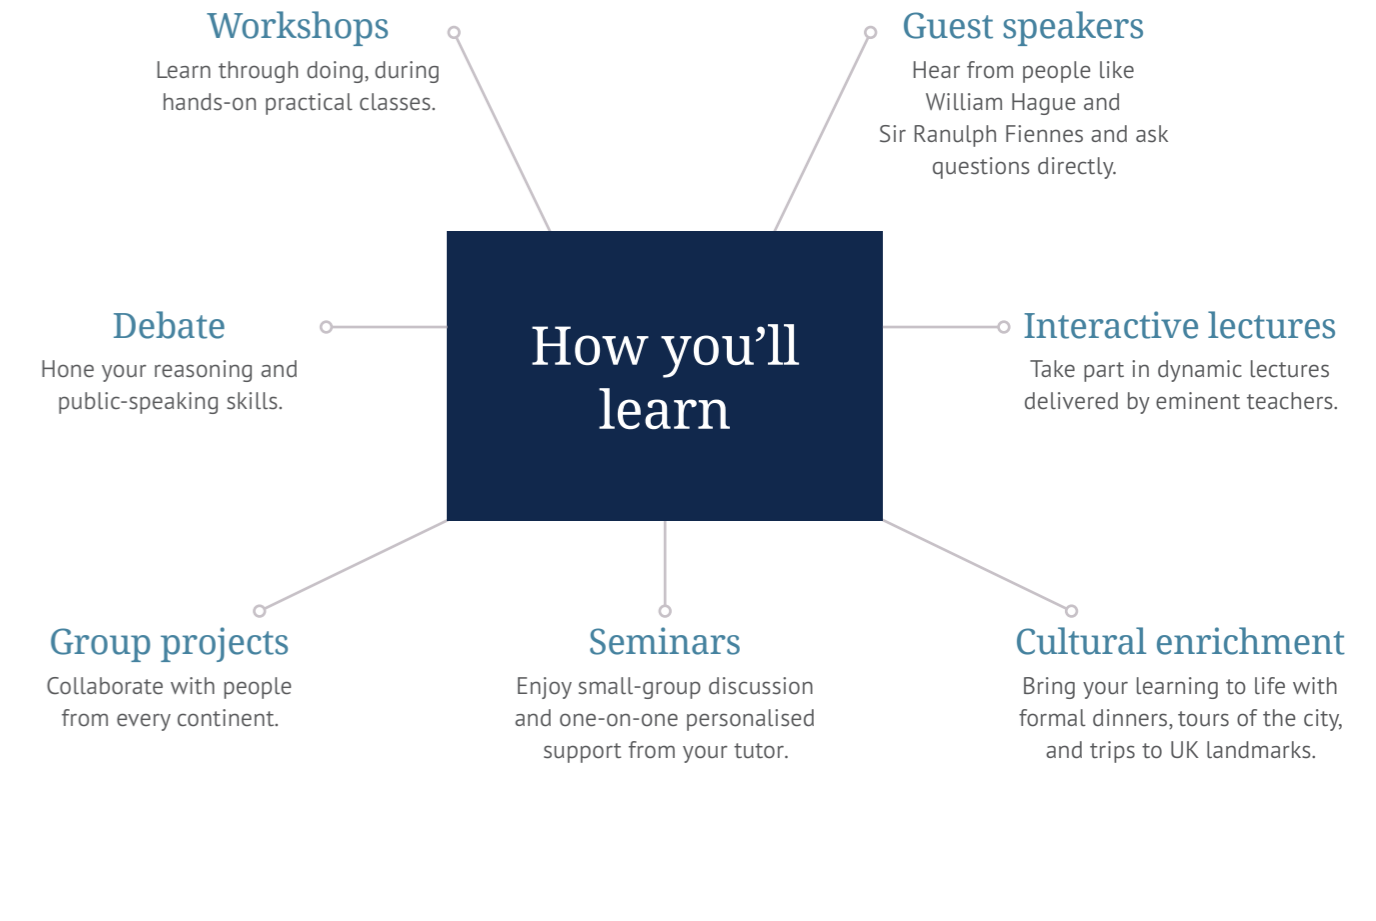 Workshops
Learn through doing, during
hands-on practical classes.
Guest speakers
Hear from people like
William Hague and
Sir Ranulph Fiennes and ask
questions directly.
Debate
Hone your reasoning and
public-speaking skills.
How you’ll
learn
Interactive lectures
Take part in dynamic lectures
delivered by eminent teachers.
Group projects
Collaborate with people
from every continent.
Seminars
Enjoy small-group discussion
and one-on-one personalised
support from your tutor.
Cultural enrichment
Bring your learning to life with
formal dinners, tours of the city,
and trips to UK landmarks.